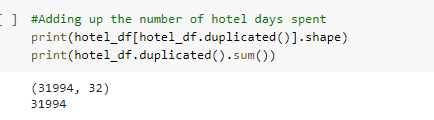 [ ] #Adding up the number of hotel days spent
print(hotel_df[hotel_df.duplicated()].shape)
print(hotel_df.duplicated().sum())
(31994, 32)
31994